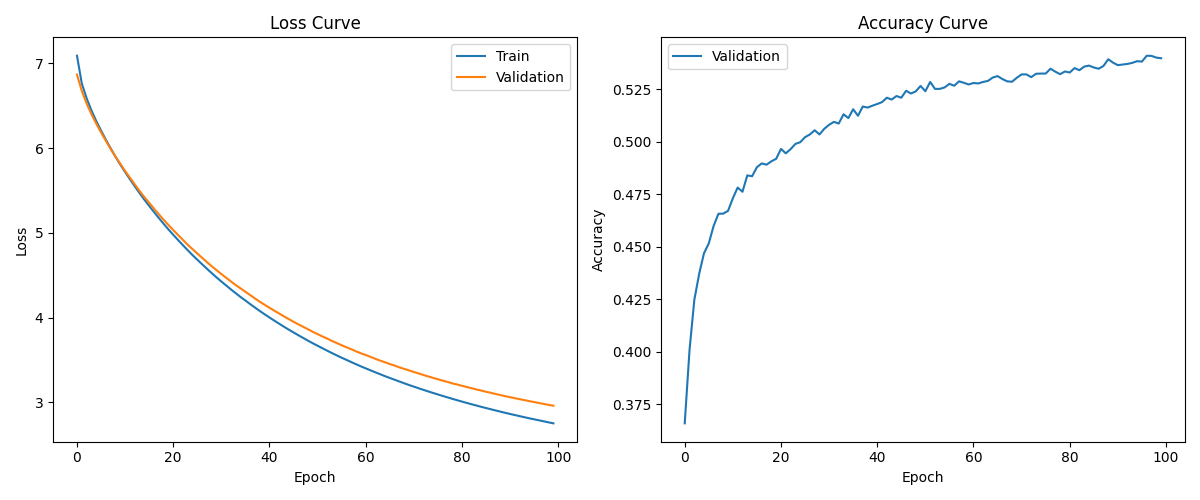 Loss Curve
Train
Validation
7
6
5
4
3
0 20 40 60 80 100
Loss
Epoch
Accuracy Curve
Validation
0.525
0.500
0.475
0.450
0.425
0.400
0.375
0 20 40 60 80 100
Accuracy
Epoch